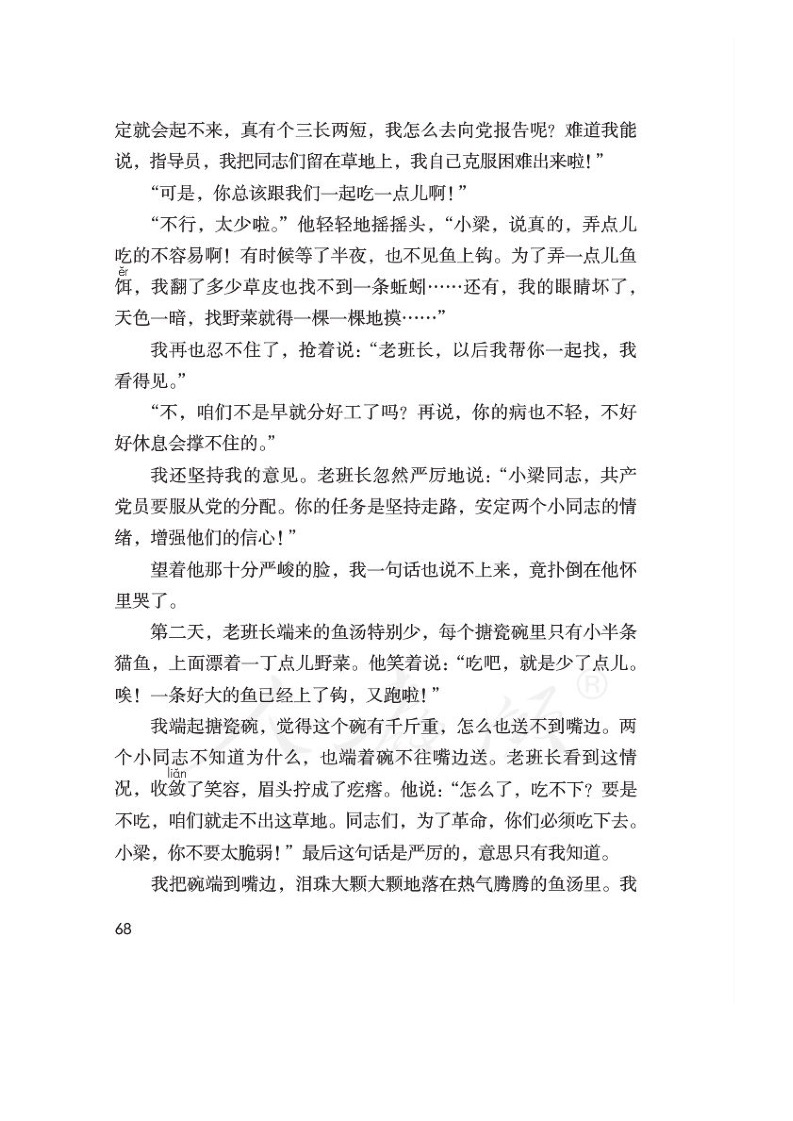 定就会起不来，真有个三长两短，我怎么去向党报告呢？难道我能
说，指导员，我把同志们留在草地上，我自己克服困难出来啦！”
“可是，你总该跟我们一起吃一点儿啊！”
“不行，太少啦。”他轻轻地摇摇头，“小梁，说真的，弄点儿
吃的不容易啊！有时候等了半夜，也不见鱼上钩。为了弄一点儿鱼
ěr
饵，我翻了多少草皮也找不到一条蚯蚓……还有，我的眼睛坏了，
天色一暗，找野菜就得一棵一棵地摸……”
我再也忍不住了，抢着说：“老班长，以后我帮你一起找，我
看得见。”
“不，咱们不是早就分好工了吗？再说，你的病也不轻，不好
好休息会撑不住的。”
我还坚持我的意见。老班长忽然严厉地说：“小梁同志，共产
党员要服从党的分配。你的任务是坚持走路，安定两个小同志的情
绪，增强他们的信心！”
望着他那十分严峻的脸，我一句话也说不上来，竟扑倒在他怀
里哭了。
第二天，老班长端来的鱼汤特别少，每个搪瓷碗里只有小半条
猫鱼，上面漂着一丁点儿野菜。他笑着说：“吃吧，就是少了点儿。
唉！一条好大的鱼已经上了钩，又跑啦！”
我端起搪瓷碗，觉得这个碗有千斤重，怎么也送不到嘴边。两
个小同志不知道为什么，也端着碗不往嘴边送。老班长看到这情
liǎn
况，收敛了笑容，眉头拧成了疙瘩。他说：“怎么了，吃不下？要是
不吃，咱们就走不出这草地。同志们，为了革命，你们必须吃下去。
小梁，你不要太脆弱！”最后这句话是严厉的，意思只有我知道。
我把碗端到嘴边，泪珠大颗大颗地落在热气腾腾的鱼汤里。我
68